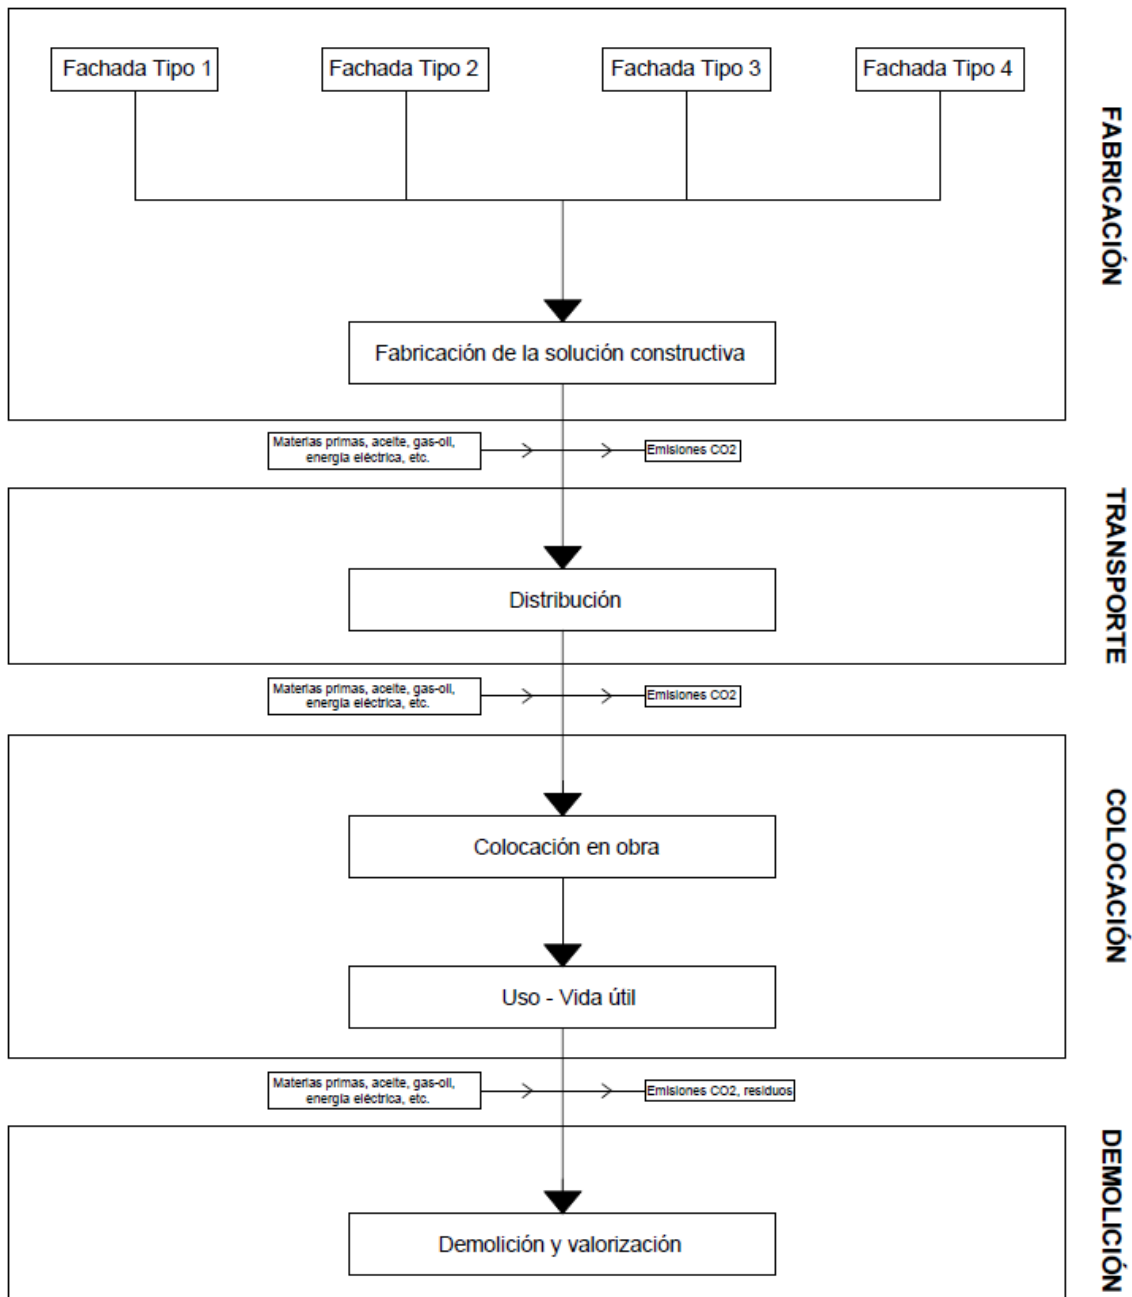 Fachada Tipo 1
Fachada Tipo 2
Fachada Tipo 3
Fachada Tipo 4
FABRICACIÓN
Fabricación de la solución constructiva
Materias primas, aceite, gas-oil,
energía eléctrica, etc.
Emisiones CO2
TRANSPORTE
Distribución
Materias primas, aceite, gas-oil,
energía eléctrica, etc.
Emisiones CO2
COLOCACIÓN
Colocación en obra
Uso - Vida útil
Materias primas, aceite, gas-oil,
energía eléctrica, etc.
Emisiones CO2, residuos
DEMOLICIÓN
Demolición y valorización